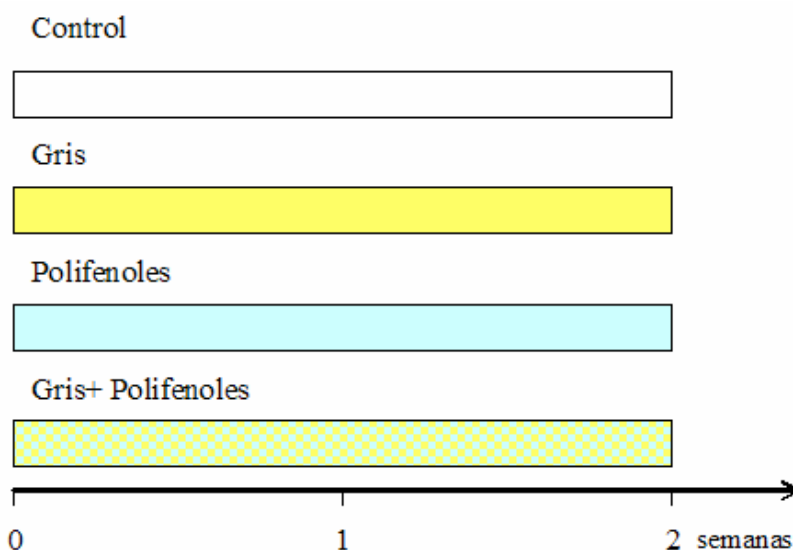 Control
Gris
Polifenoles
Gris+ Polifenoles
0 1 2 semanas